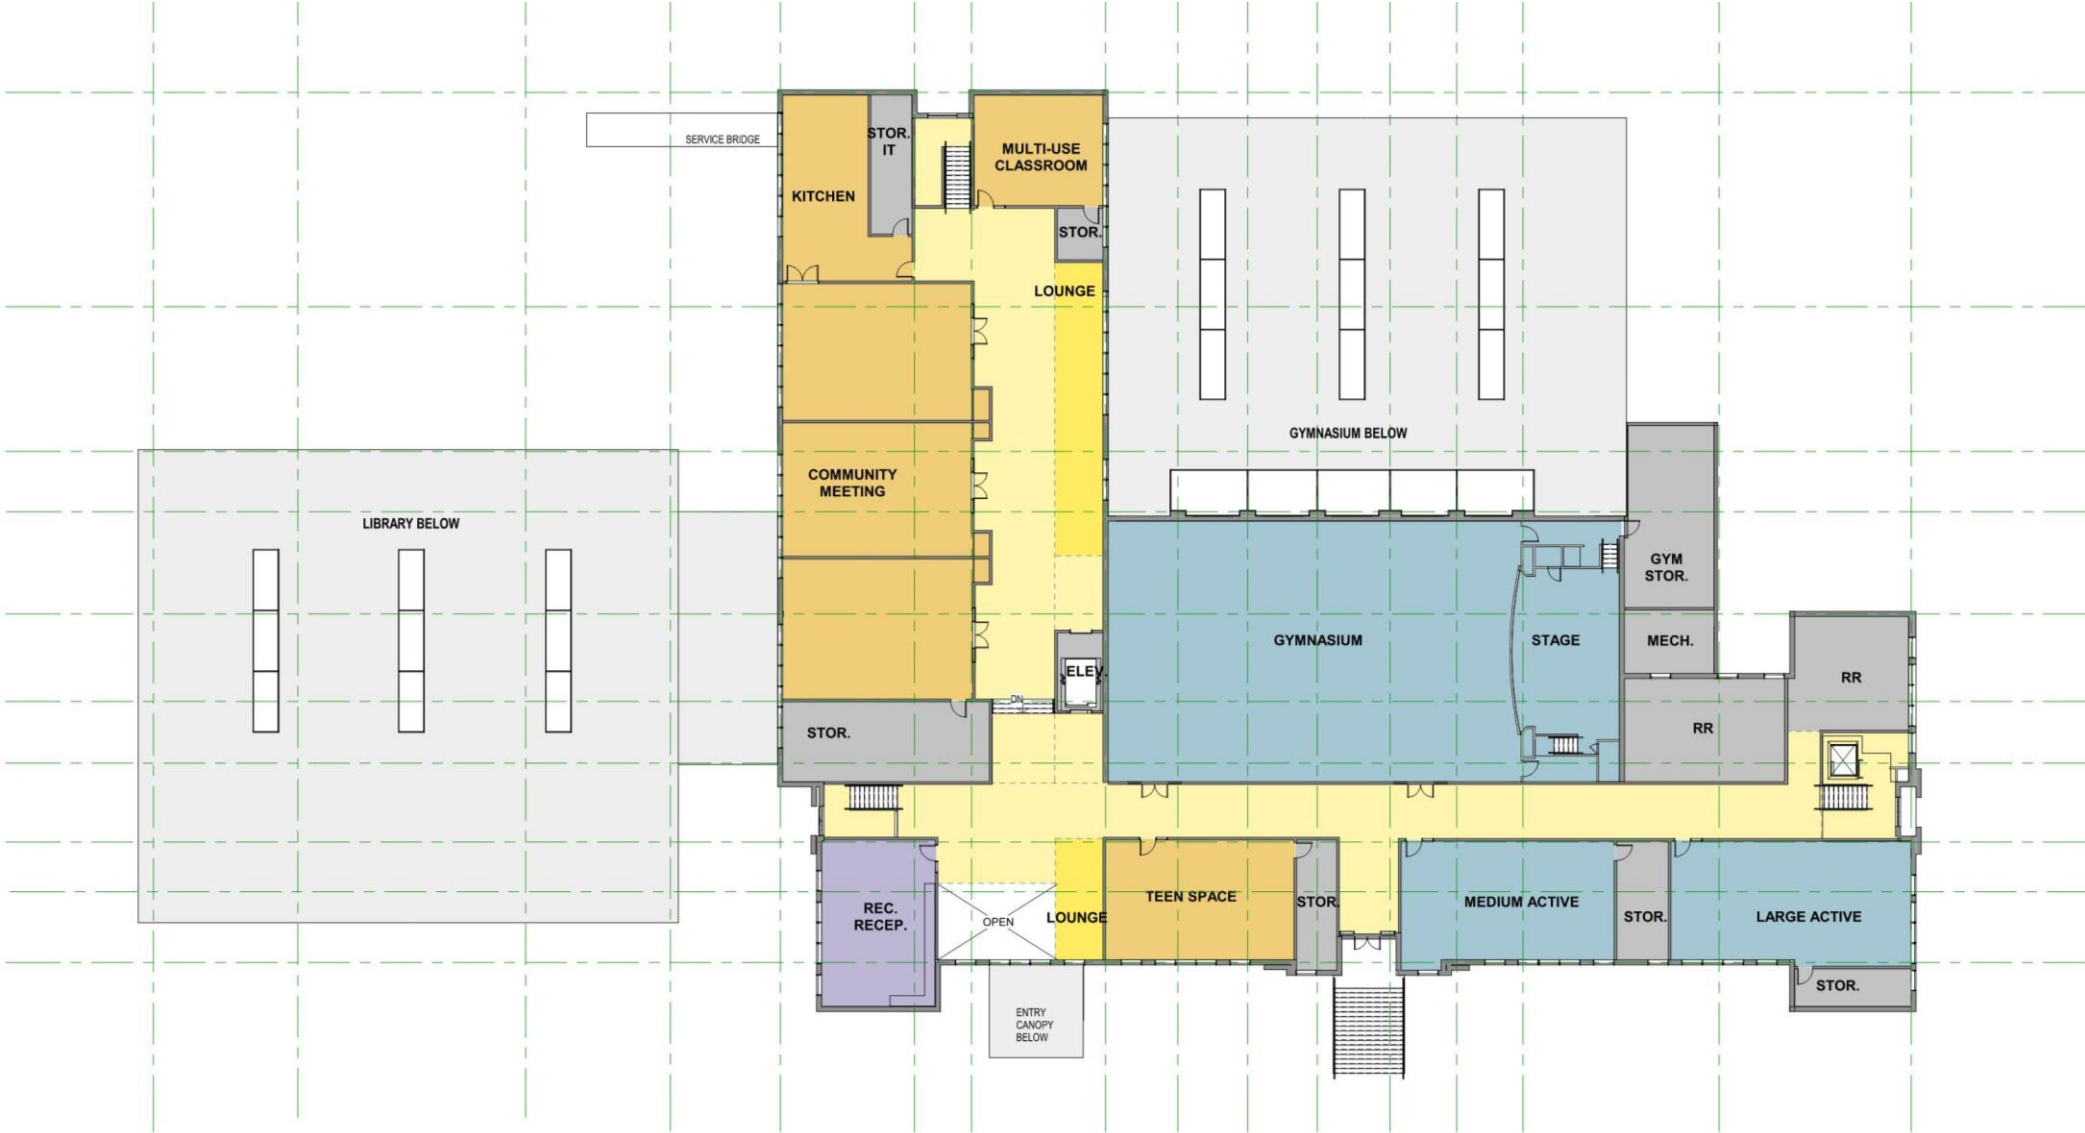 SERVICE BRIDGE
STOR.
IT
MULTI-USE
CLASSROOM
KITCHEN
STOR.
LOUNGE
GYMNASIUM BELOW
COMMUNITY
MEETING
LIBRARY BELOW
GYM
STOR.
GYMNASIUM
STAGE
MECH.
ELEV.
RR
DN
RR
STOR.
TEEN SPACE
STOR.
MEDIUM ACTIVE
REC.
RECEP.
OPEN
LOUNGE
STOR.
LARGE ACTIVE
STOR.
ENTRY
CANOPY
BELOW